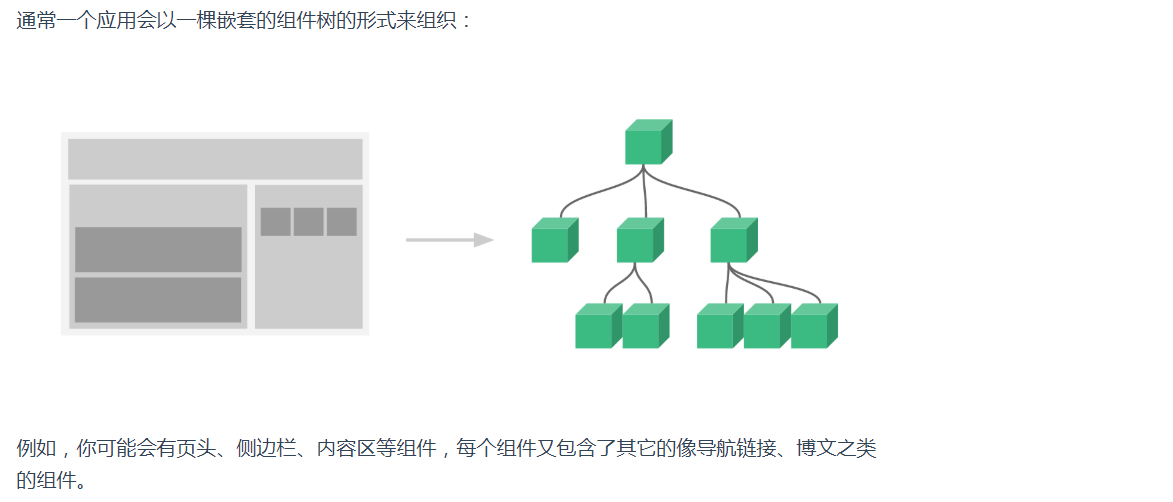 通常一个应用会以一棵嵌套的组件树的形式来组织：
例如，你可能会有页头、侧边栏、内容区等组件，每个组件又包含了其它的像导航链接、博文之类
的组件。